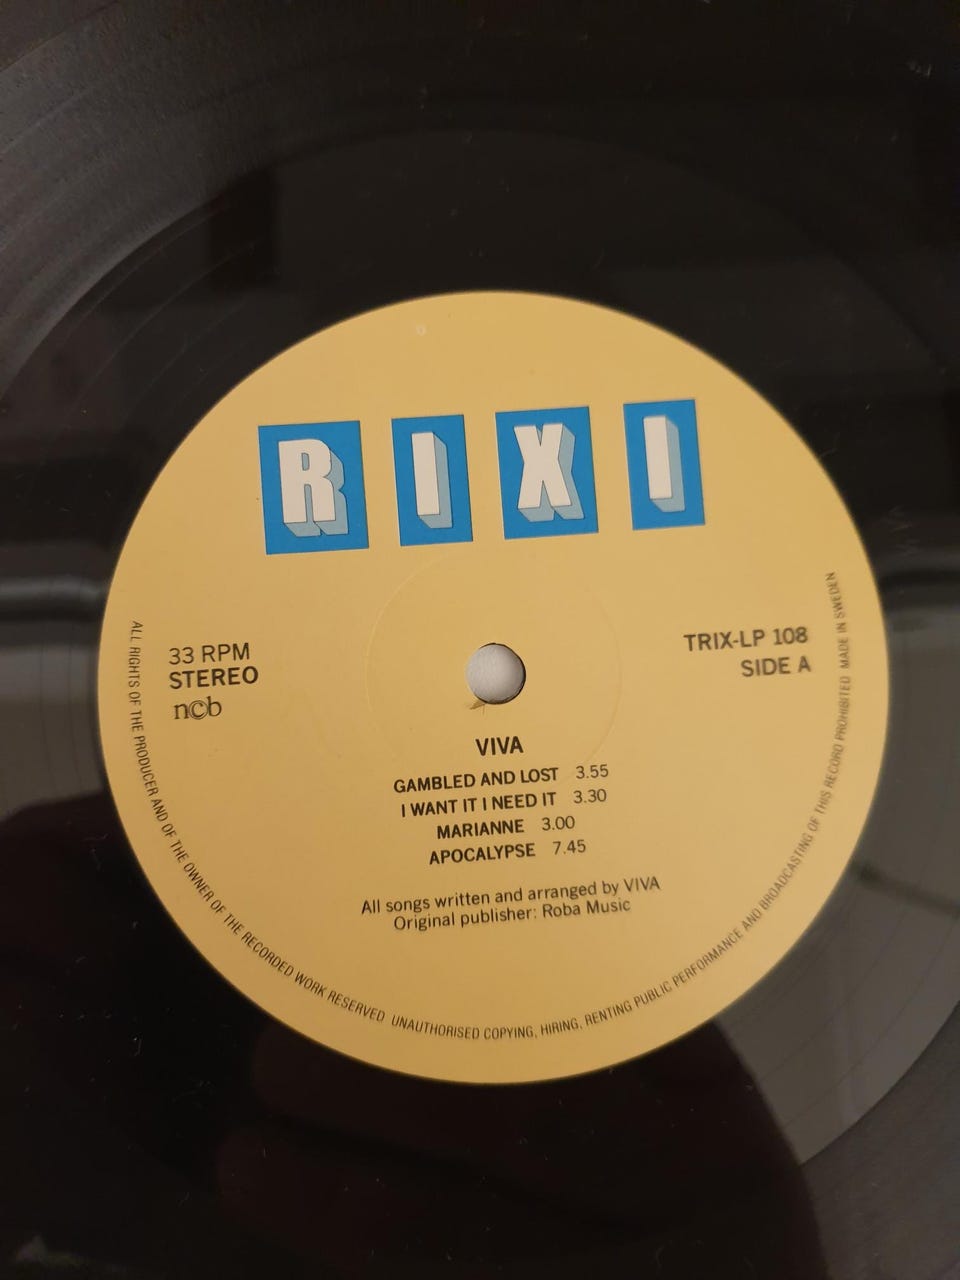 RIXI
33 RPM
STEREO
n©b
TRIX-LP 108
SIDE A
VIVA
GAMBLED AND LOST 3.55
I WANT IT I NEED IT 3.30
MARIANNE 3.00
APOCALYPSE 7.45
All songs written and arranged by VIVA
Original publisher: Roba Music
ALL RIGHTS OF THE PRODUCER AND OF THE OWNER OF THE RECORDED WORK RESERVED UNAUTHORISED COPYING, HIRING, RENTING PUBLIC PERFORMANCE AND BROADCASTING OF THIS RECORD PROHIBITED MADE IN SWEDEN